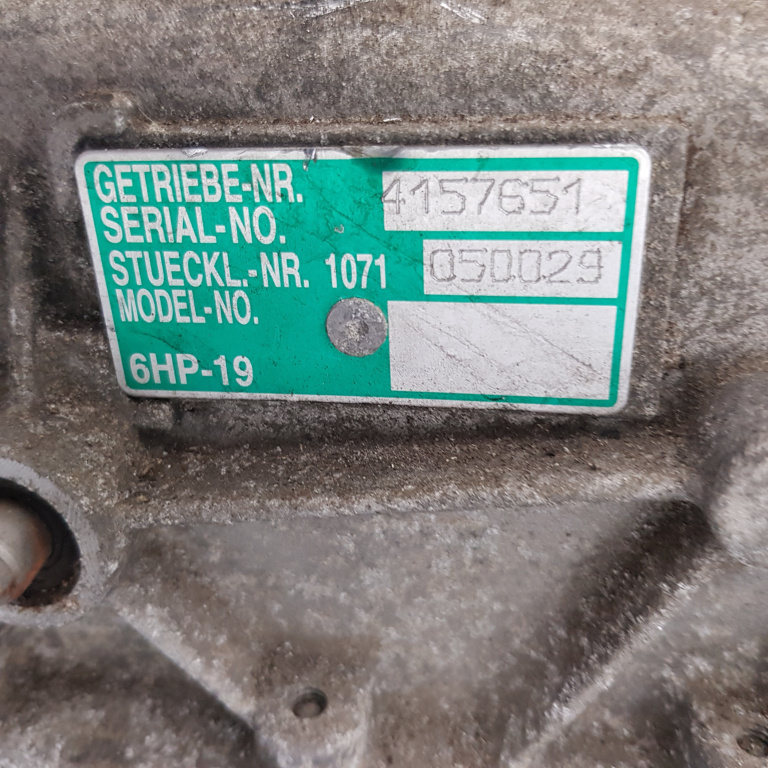 GETRIEBE-NR.
SERIAL-NO. 4157651
STUECKL.-NR. 1071 050029
MODEL-NO.
6HP-19